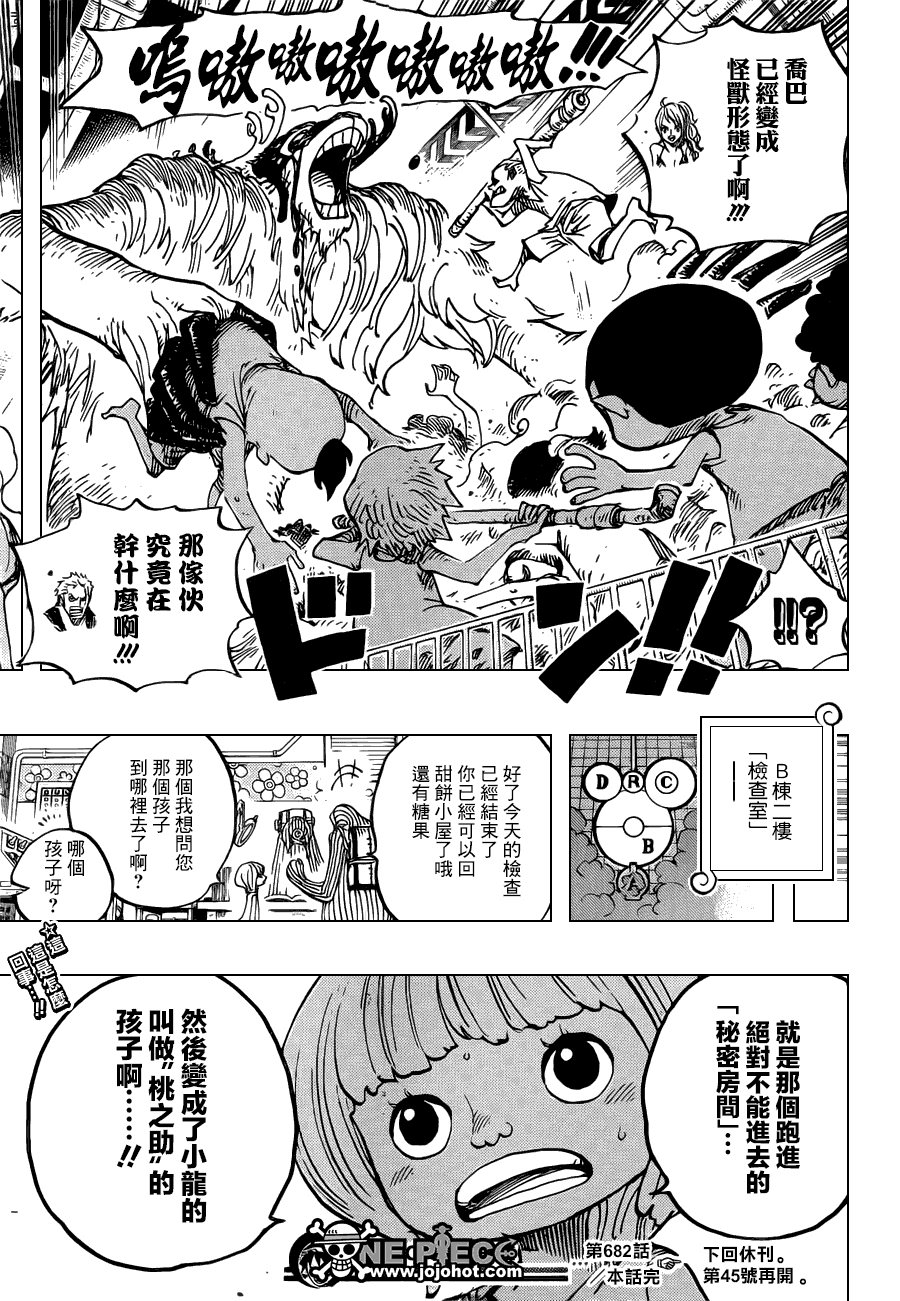 喬巴
已經變成
怪獸形態了啊!!!
嗚嗷嗷嗷嗷嗷嗷!!!
!!?
ドン!!
那傢伙
究竟在
幹什麼啊!!!
B棟二樓
「檢查室」
——
D
R
C
B
A
好了今天的檢查
已經結束了
你已經可以回
甜餅小屋了哦
還有糖果
那個我想問您
那個孩子
到哪裡去了啊?
哪個
孩子呀?
就是那個跑進
絕對不能進去的
「秘密房間」…
然後變成了小龍的
叫做"桃之助"的
孩子啊……!!
☆這
這是怎麼
回事…!!
ONE PIECE
www.jojohot.com
第682話
／本話完
下回休刊。
第45號再開。